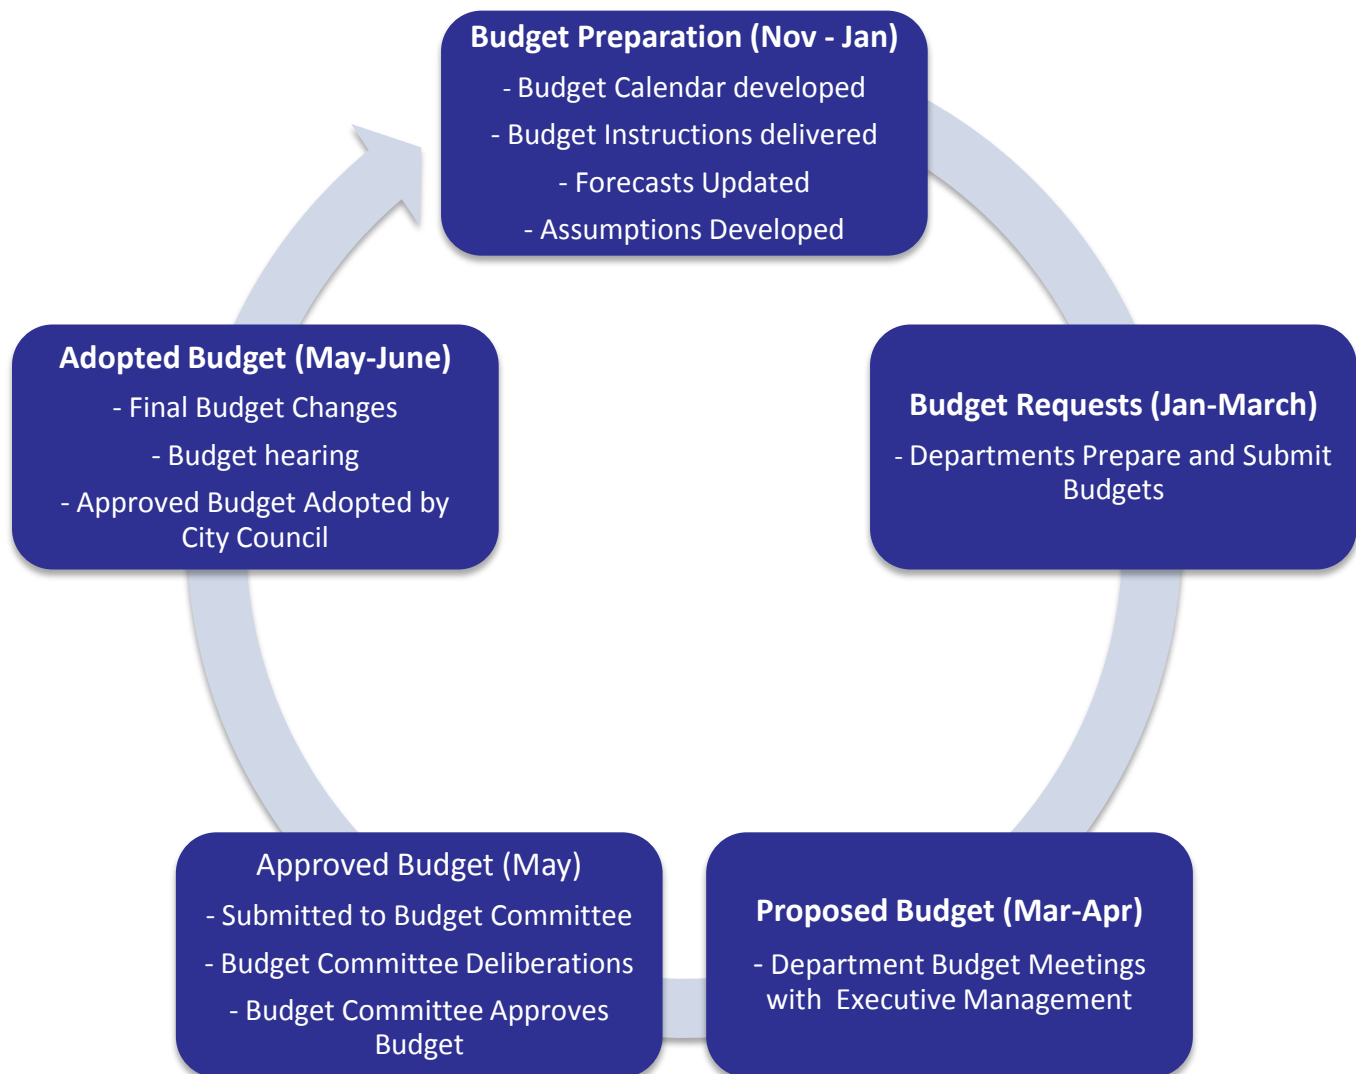 Budget Preparation (Nov - Jan)
- Budget Calendar developed
- Budget Instructions delivered
- Forecasts Updated
- Assumptions Developed
Budget Requests (Jan-March)
- Departments Prepare and Submit
Budgets
Proposed Budget (Mar-Apr)
- Department Budget Meetings
with  Executive Management
Approved Budget (May)
- Submitted to Budget Committee
- Budget Committee Deliberations
- Budget Committee Approves
Budget
Adopted Budget (May-June)
- Final Budget Changes
- Budget hearing
- Approved Budget Adopted by
City Council